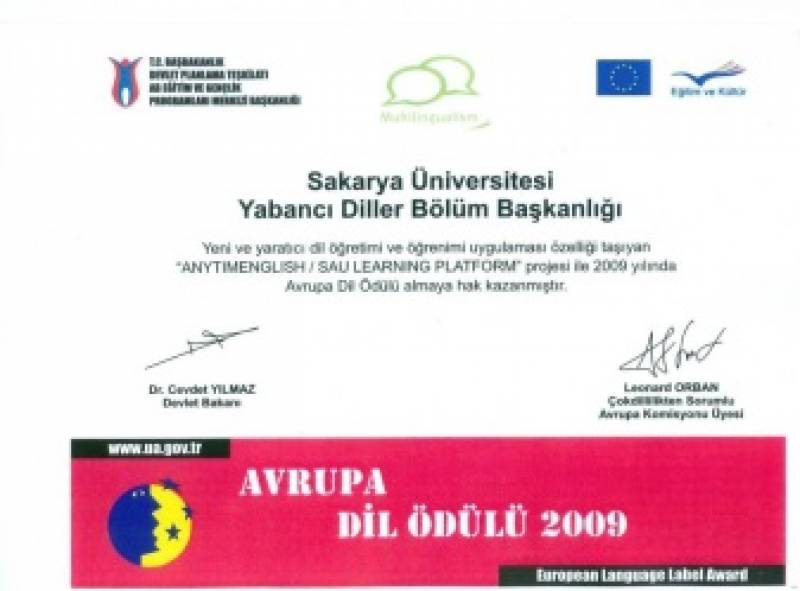 T.C. BAŞBAKANLIK
DEVLET PLANLAMA TEŞKİLATI
AB EĞİTİM VE GENÇLİK
PROGRAMLARI MERKEZİ BAŞKANLIĞI
Multilingualism
Eğitim ve Kültür
Sakarya Üniversitesi
Yabancı Diller Bölüm Başkanlığı
Yeni ve yaratıcı dil öğretimi ve öğrenimi uygulaması özelliği taşıyan
"ANYTIMENGLISH / SAU LEARNING PLATFORM" projesi ile 2009 yılında
Avrupa Dil Ödülü almaya hak kazanmıştır.
Dr. Cevdet YILMAZ
Devlet Bakanı
Leonard ORBAN
Çokdillilikten Sorumlu
Avrupa Komisyonu Üyesi
www.ua.gov.tr
AVRUPA
DİL ÖDÜLÜ 2009
European Language Label Award